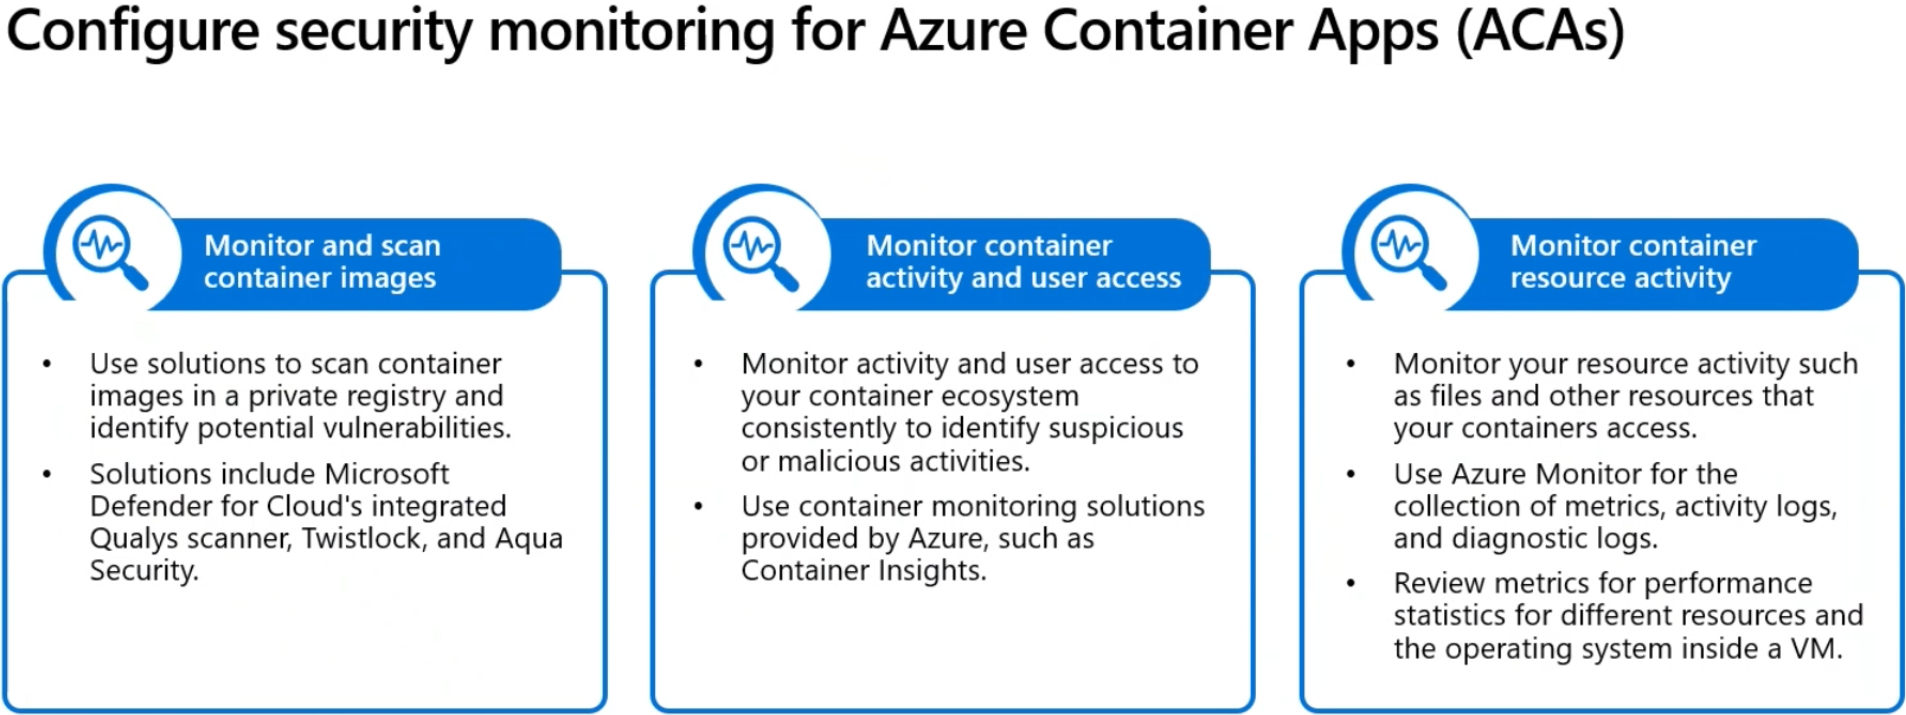 Configure security monitoring for Azure Container Apps (ACAs)
Monitor and scan
container images
• Use solutions to scan container
images in a private registry and
identify potential vulnerabilities.
• Solutions include Microsoft
Defender for Cloud's integrated
Qualys scanner, Twistlock, and Aqua
Security.
Monitor container
activity and user access
• Monitor activity and user access to
your container ecosystem
consistently to identify suspicious
or malicious activities.
• Use container monitoring solutions
provided by Azure, such as
Container Insights.
Monitor container
resource activity
• Monitor your resource activity such
as files and other resources that
your containers access.
• Use Azure Monitor for the
collection of metrics, activity logs,
and diagnostic logs.
• Review metrics for performance
statistics for different resources and
the operating system inside a VM.